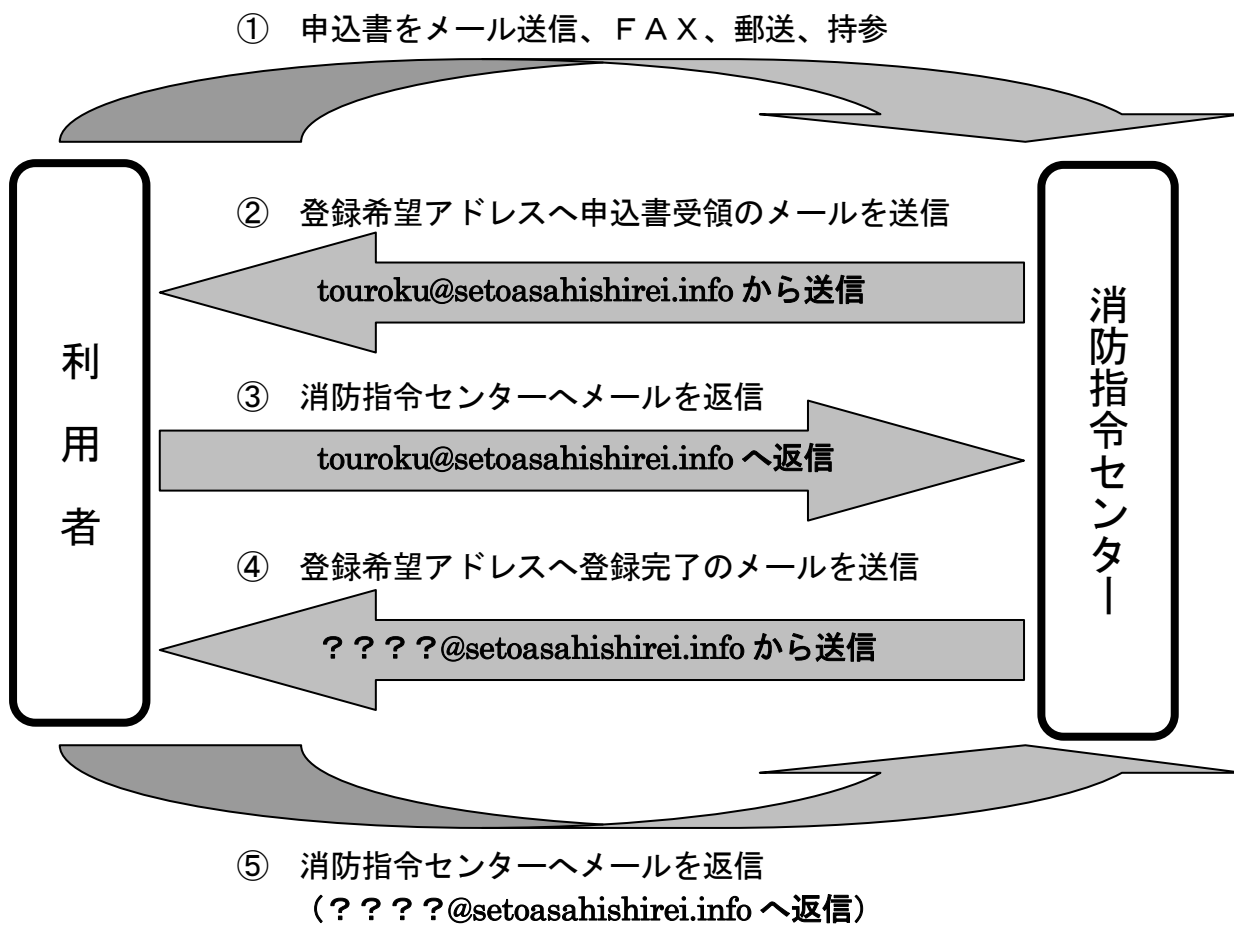 ① 申込書をメール送信、ＦＡＸ、郵送、持参
② 登録希望アドレスへ申込書受領のメールを送信
touroku@setoasahishirei.info から送信
③ 消防指令センターへメールを返信
touroku@setoasahishirei.info へ返信
④ 登録希望アドレスへ登録完了のメールを送信
？？？？@setoasahishirei.info から送信
利用者
消防指令センター
⑤ 消防指令センターへメールを返信
（？？？？@setoasahishirei.info へ返信）